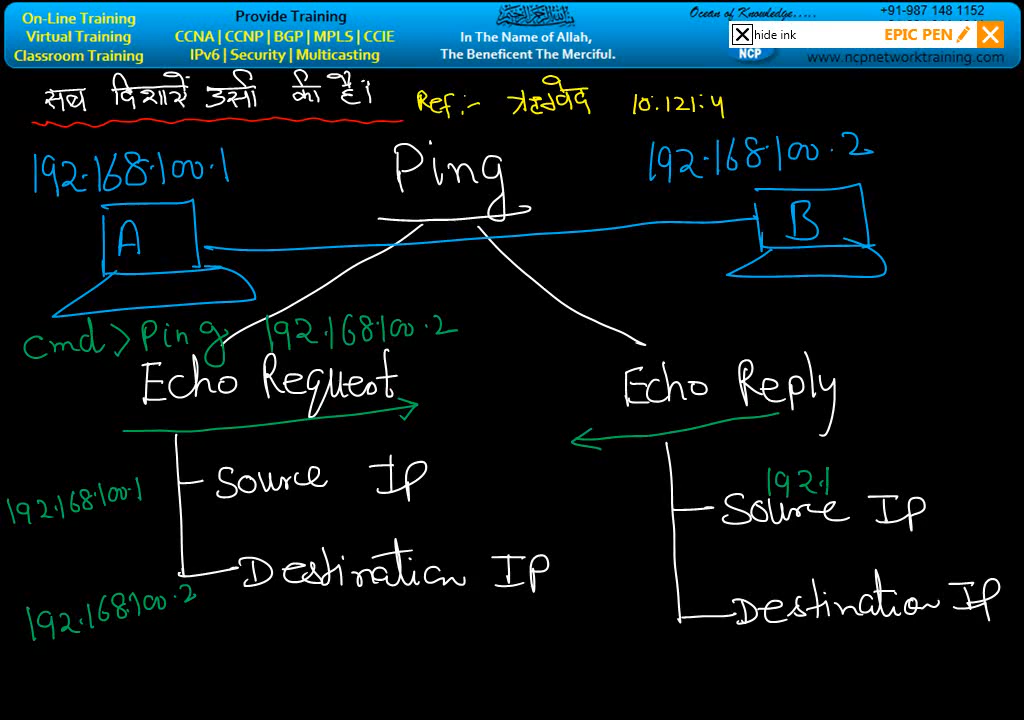 On-Line Training
Virtual Training
Classroom Training
Provide Training
CCNA | CCNP | BGP | MPLS | CCIE
IPv6 | Security | Multicasting
In The Name of Allah,
The Beneficent The Merciful.
Ocean of Knowledge.....
+91-987 148 1152
hide ink
EPIC PEN
NCP
www.ncpnetworktraining.com
सब दिशाएें उसी की है।
Ref :- ऋग्वेद 10:121:4
192.168.100.1
Ping
192.168.100.2
A
B
cmd > Ping 192.168.100.2
Echo Request
Echo Reply
192.168.100.1
Source IP
192.1
Source IP
192.168.100.2
Destination IP
Destination IP